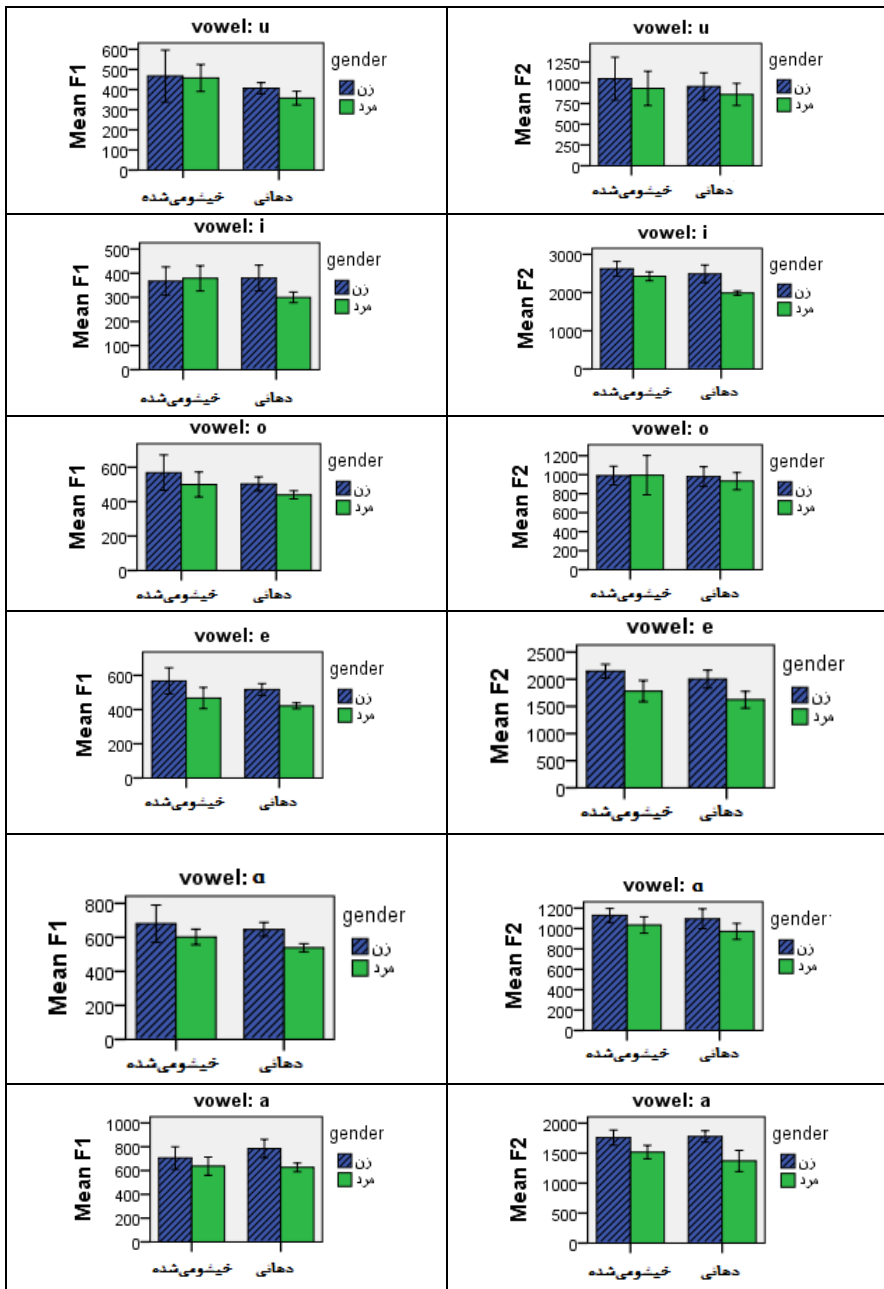 vowel: u
Mean F1
600
500
400
300
200
100
0
خیشومی‌شده
دهانی
gender
زن
مرد
vowel: u
Mean F2
1250
1000
750
500
250
0
خیشومی‌شده
دهانی
gender
زن
مرد
vowel: i
Mean F1
500
400
300
200
100
0
خیشومی‌شده
دهانی
gender
زن
مرد
vowel: i
Mean F2
3000
2000
1000
0
خیشومی‌شده
دهانی
gender
زن
مرد
vowel: o
Mean F1
600
400
200
0
خیشومی‌شده
دهانی
gender
زن
مرد
vowel: o
Mean F2
1200
1000
800
600
400
200
0
خیشومی‌شده
دهانی
gender
زن
مرد
vowel: e
Mean F1
600
400
200
0
خیشومی‌شده
دهانی
gender
زن
مرد
vowel: e
Mean F2
2500
2000
1500
1000
500
0
خیشومی‌شده
دهانی
gender
زن
مرد
vowel: ɑ
Mean F1
800
600
400
200
0
خیشومی‌شده
دهانی
gender
زن
مرد
vowel: ɑ
Mean F2
1200
1000
800
600
400
200
0
خیشومی‌شده
دهانی
gender
زن
مرد
vowel: a
Mean F1
1000
800
600
400
200
0
خیشومی‌شده
دهانی
gender
زن
مرد
vowel: a
Mean F2
2000
1500
1000
500
0
خیشومی‌شده
دهانی
gender
زن
مرد